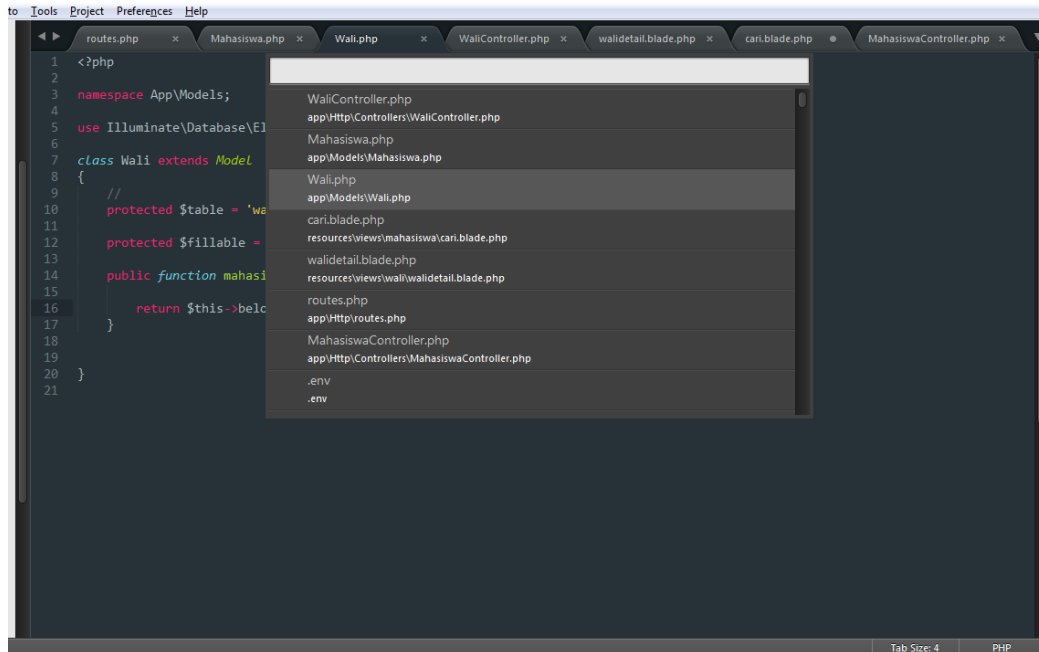 to Tools Project Preferences Help
routes.php × Mahasiswa.php × Wali.php × WaliController.php × walidetail.blade.php × cari.blade.php ● MahasiswaController.php ×
1 <?php
2
3 namespace App\Models;
4
5 use Illuminate\Database\El
6
7 class Wali extends Model
8 {
9 //
10 protected $table = 'wa
11
12 protected $fillable =
13
14 public function mahasi
15
16 return $this->belo
17 }
18
19
20 }
21
WaliController.php
app\Http\Controllers\WaliController.php
Mahasiswa.php
app\Models\Mahasiswa.php
Wali.php
app\Models\Wali.php
cari.blade.php
resources\views\mahasiswa\cari.blade.php
walidetail.blade.php
resources\views\wali\walidetail.blade.php
routes.php
app\Http\routes.php
MahasiswaController.php
app\Http\Controllers\MahasiswaController.php
.env
.env
Tab Size: 4 PHP